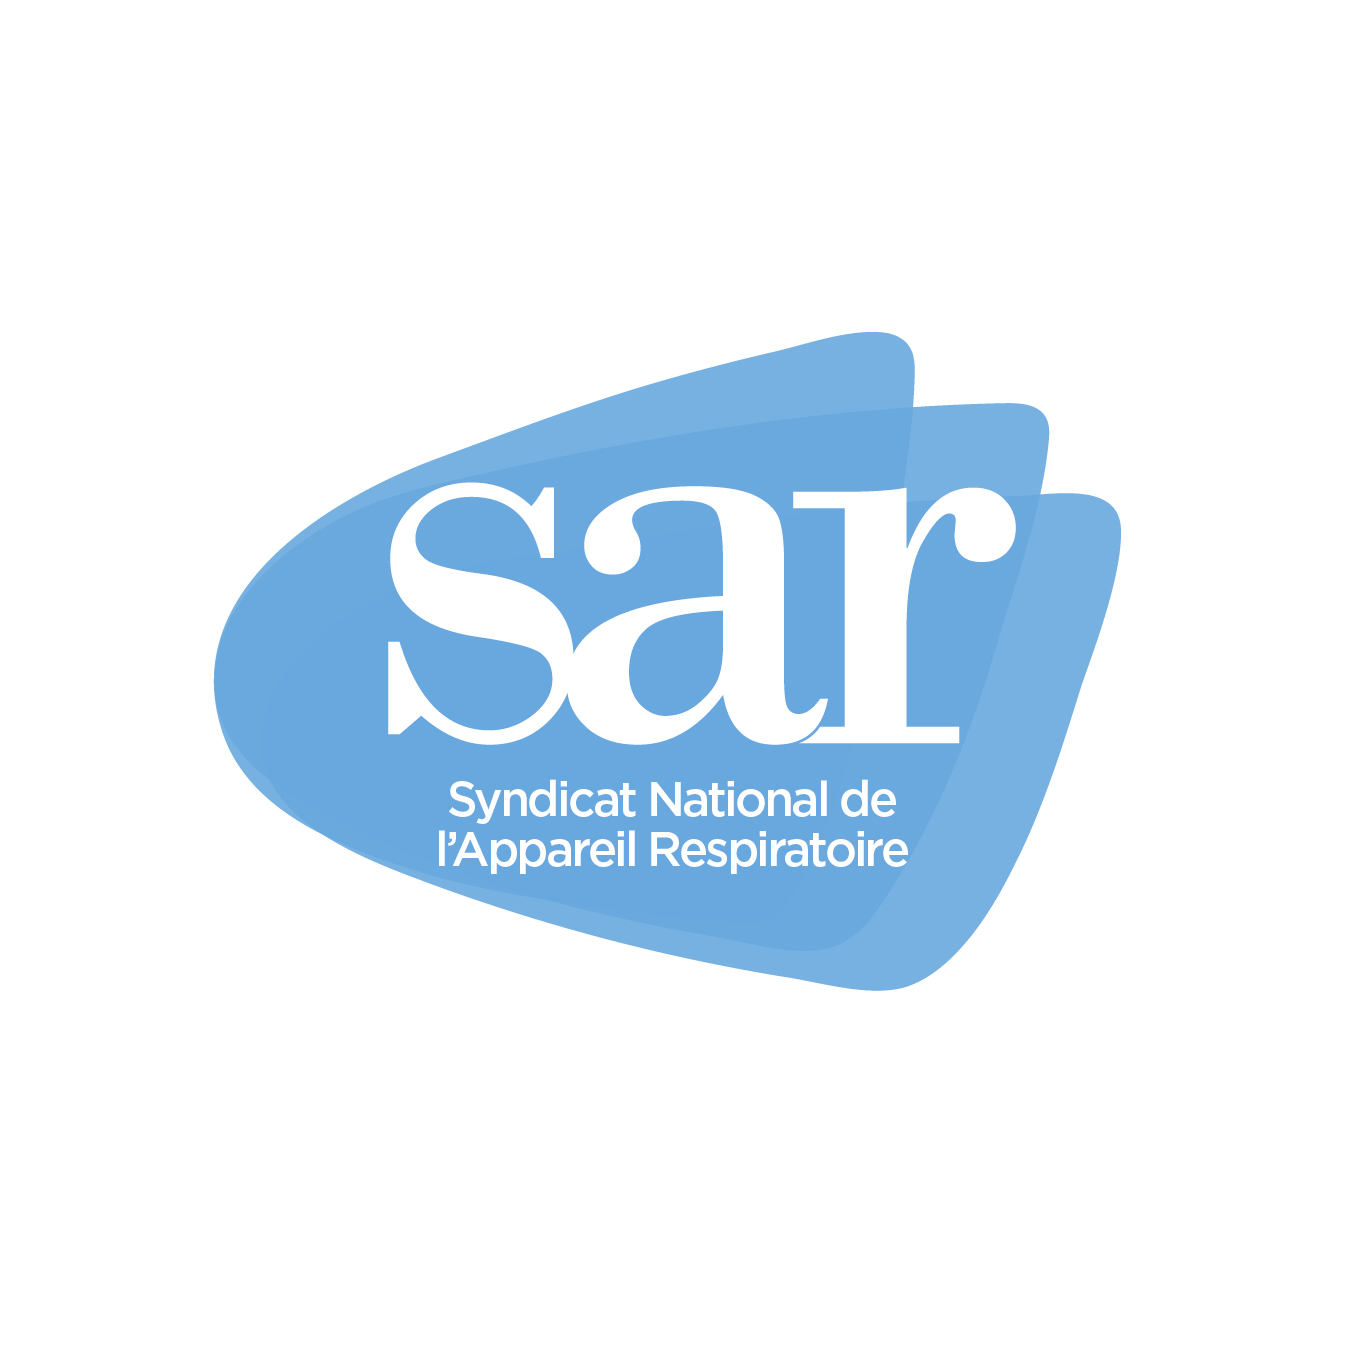 sar
Syndicat National de
l’Appareil Respiratoire